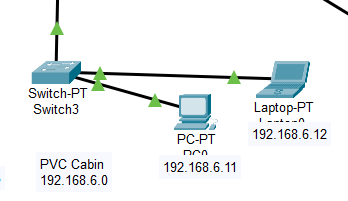 Switch-PT
Switch3
Laptop-PT
192.168.6.12
PC-PT
192.168.6.11
PVC Cabin
192.168.6.0